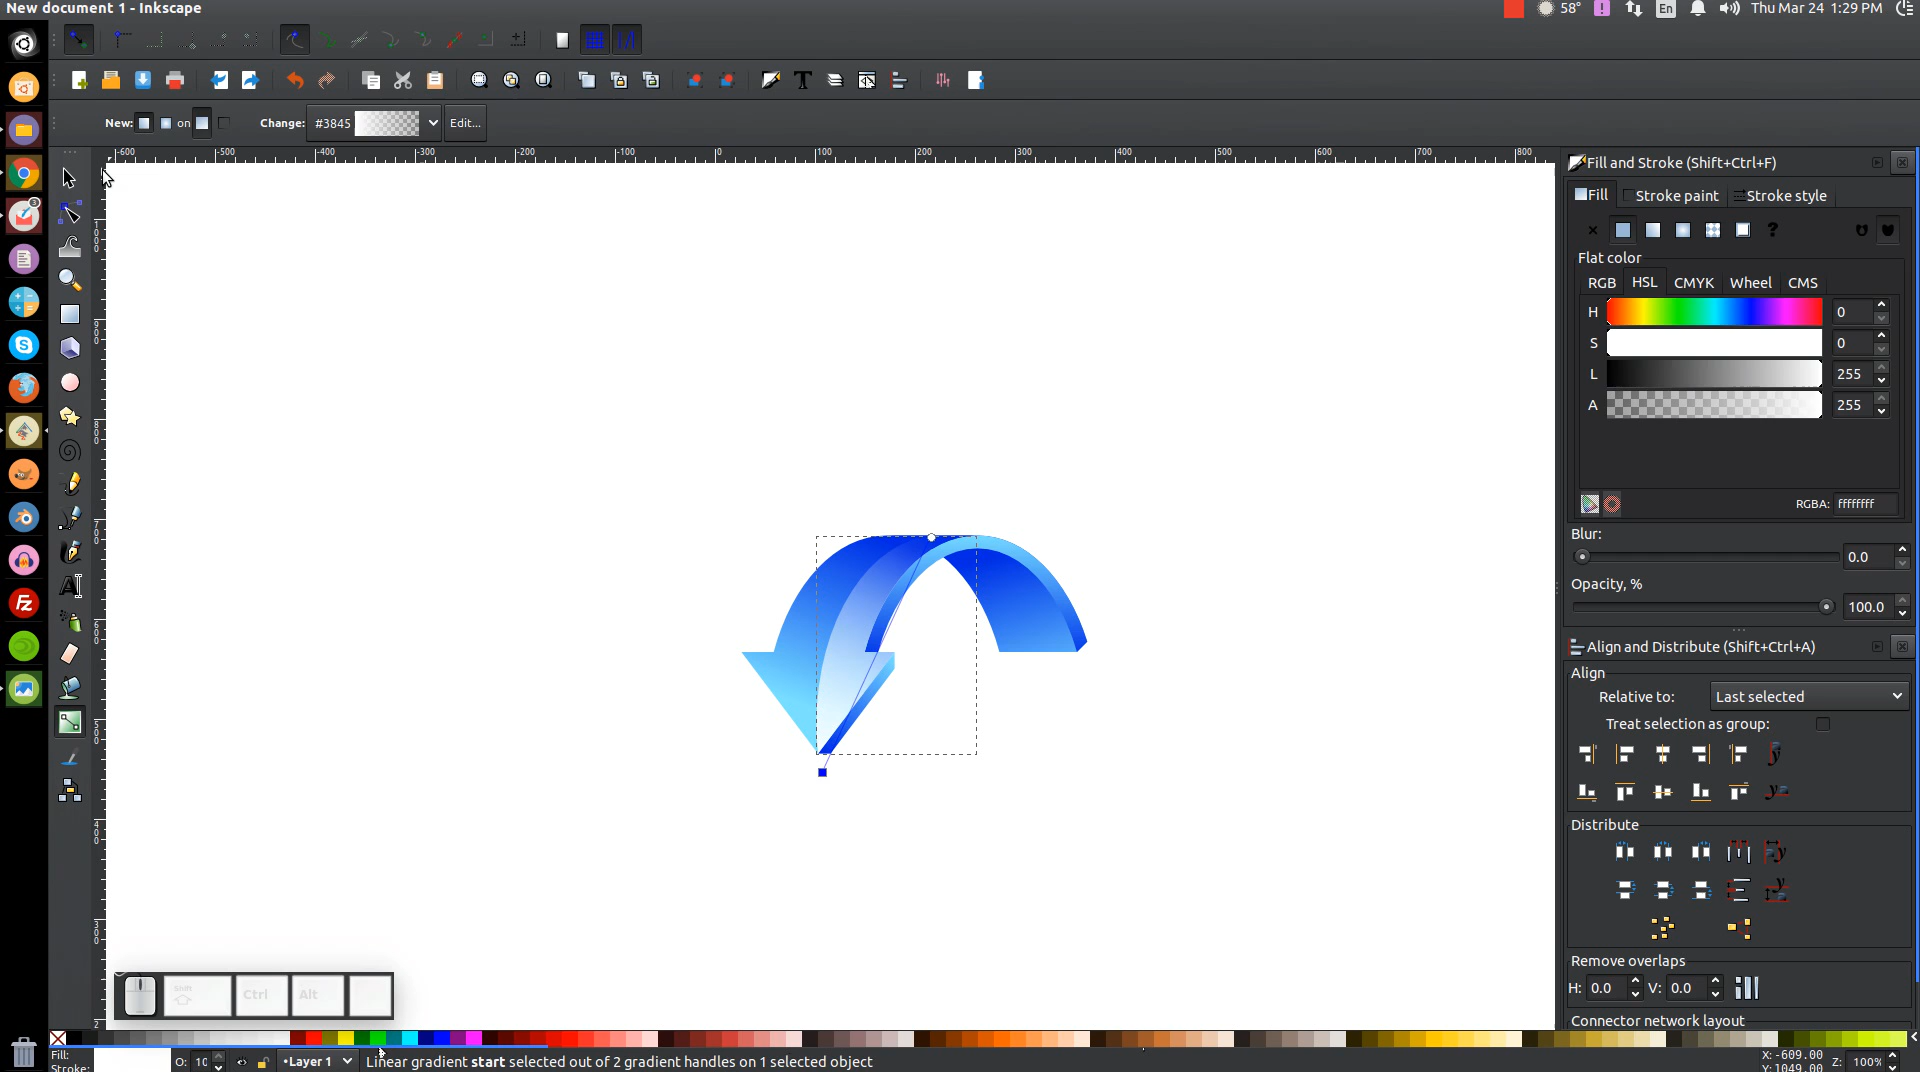 New document 1 - Inkscape
58°
En
Thu Mar 24 1:29 PM
New:
on
Change:
#3845
Edit...
-600
-500
-400
-300
-200
-100
0
100
200
300
400
500
600
700
800
Fill and Stroke (Shift+Ctrl+F)
Fill
Stroke paint
Stroke style
Flat color
RGB
HSL
CMYK
Wheel
CMS
H
0
S
0
L
255
A
255
RGBA:
ffffffff
Blur:
0.0
Opacity, %
100.0
Align and Distribute (Shift+Ctrl+A)
Align
Relative to:
Last selected
Treat selection as group:
Distribute
Remove overlaps
H:
0.0
V:
0.0
Connector network layout
Shift
Ctrl
Alt
Fill:
Stroke:
O:
10
•Layer 1
Linear gradient start selected out of 2 gradient handles on 1 selected object
X: -609.00
Y: 1049.00
Z:
100%